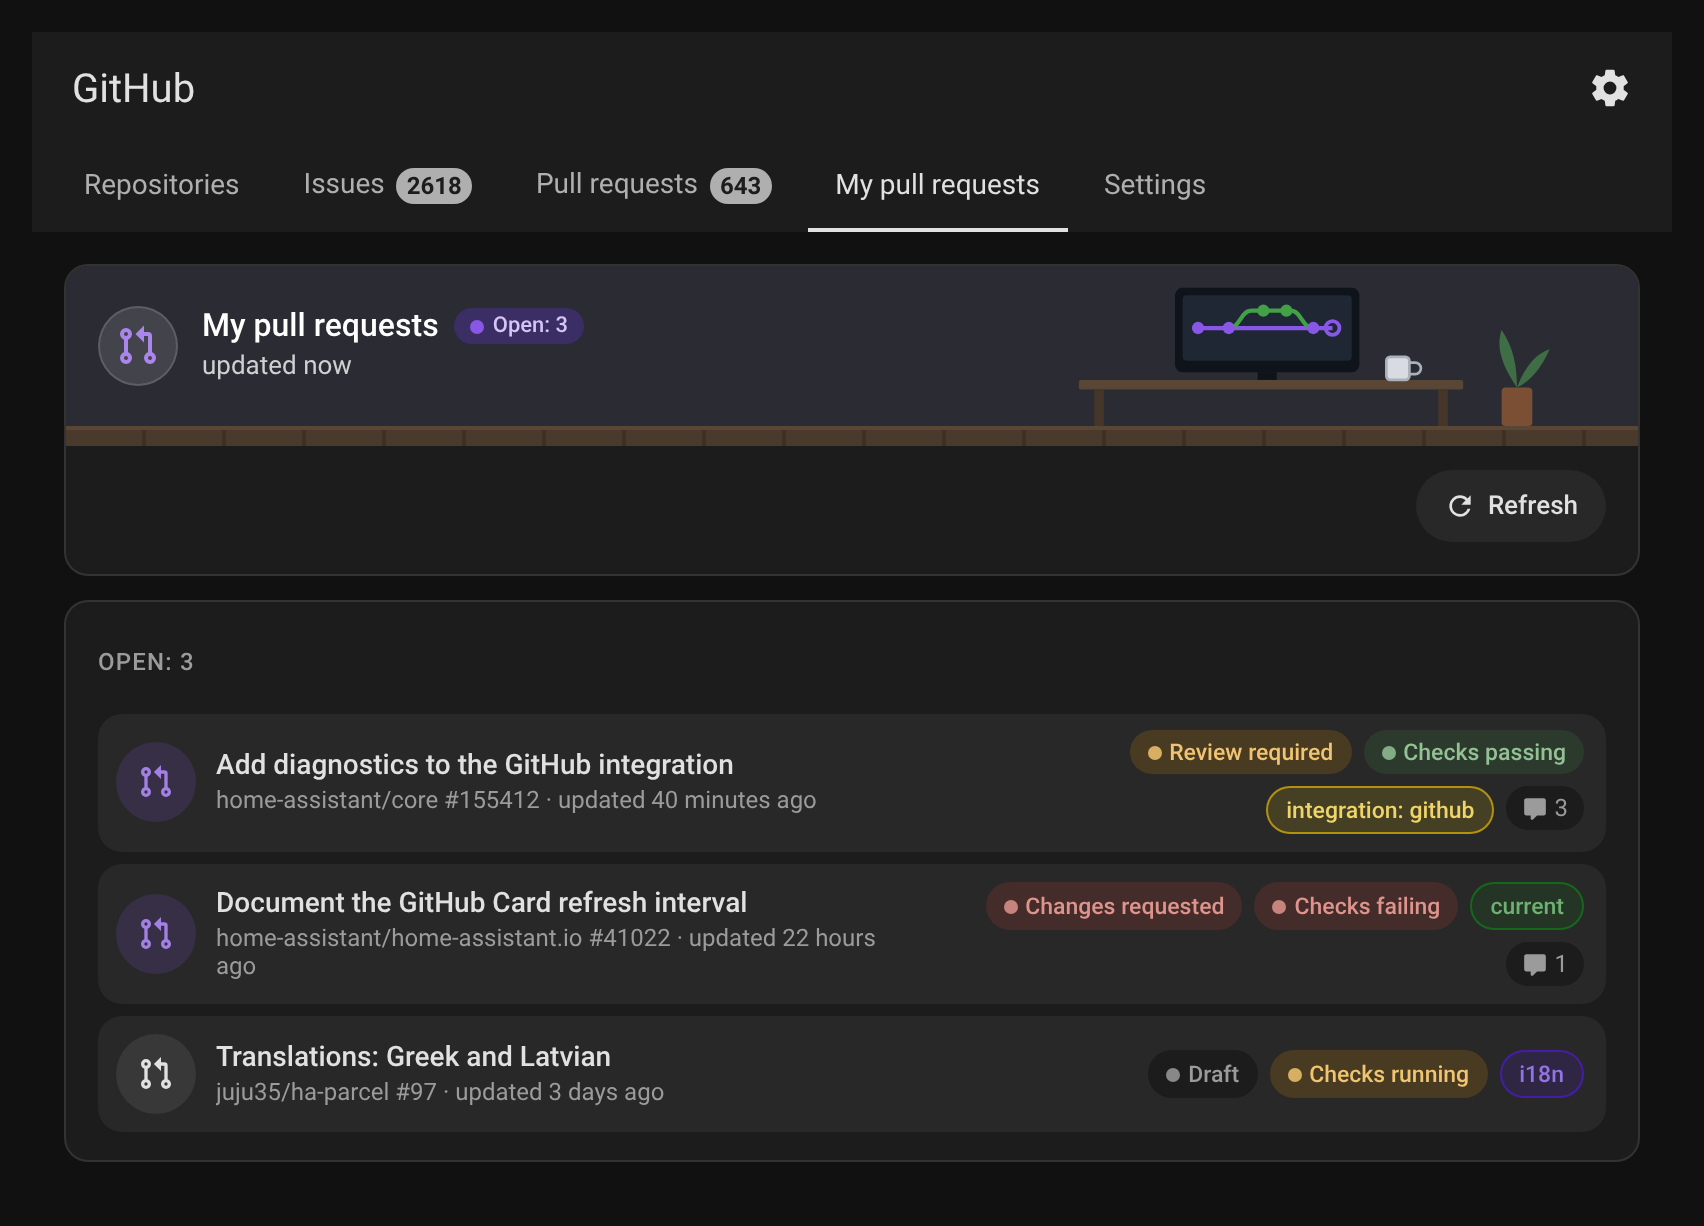 GitHub
Repositories
Issues 2618
Pull requests 643
My pull requests
Settings
My pull requests
Open: 3
updated now
Refresh
OPEN: 3
Add diagnostics to the GitHub integration
home-assistant/core #155412 · updated 40 minutes ago
Review required
Checks passing
integration: github
3
Document the GitHub Card refresh interval
home-assistant/home-assistant.io #41022 · updated 22 hours
ago
Changes requested
Checks failing
current
1
Translations: Greek and Latvian
juju35/ha-parcel #97 · updated 3 days ago
Draft
Checks running
i18n